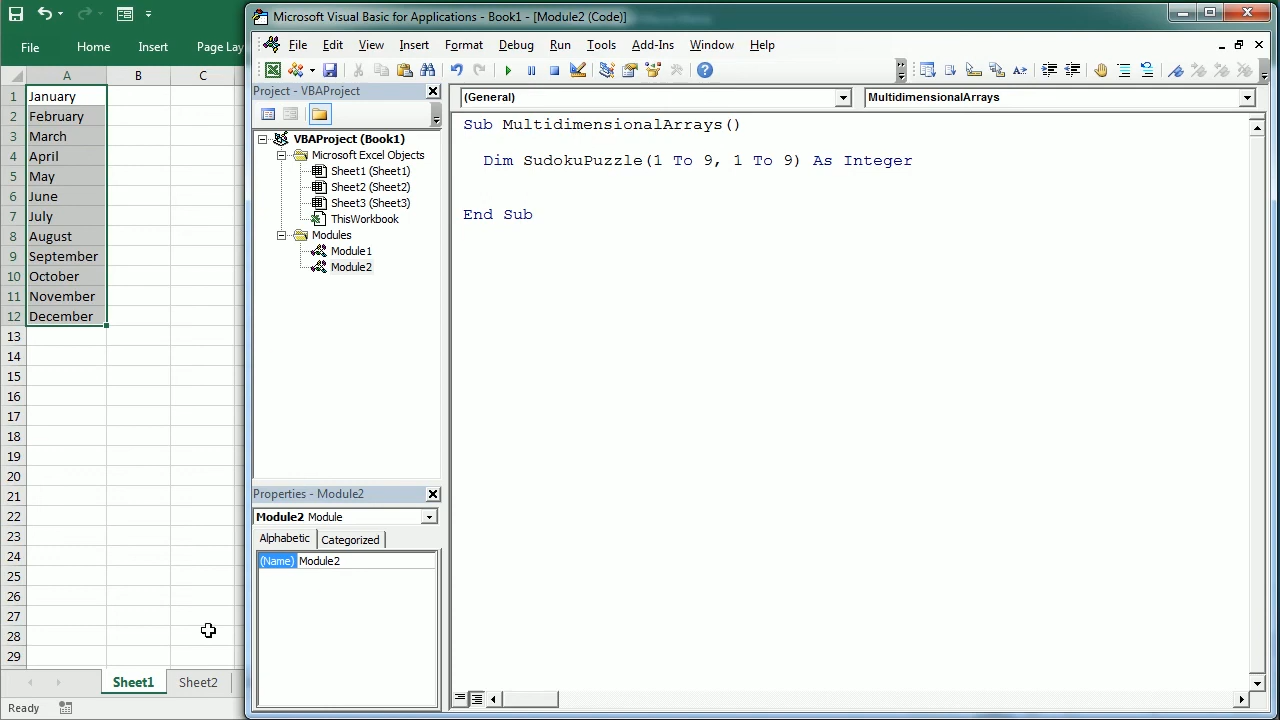 Microsoft Visual Basic for Applications - Book1 - [Module2 (Code)]
File Edit View Insert Format Debug Run Tools Add-Ins Window Help
File Home Insert Page Lay
Project - VBAProject
VBAProject (Book1)
Microsoft Excel Objects
Sheet1 (Sheet1)
Sheet2 (Sheet2)
Sheet3 (Sheet3)
ThisWorkbook
Modules
Module1
Module2
Properties - Module2
Module2 Module
Alphabetic Categorized
(Name) Module2
(General) MultidimensionalArrays
Sub MultidimensionalArrays()
Dim SudokuPuzzle(1 To 9, 1 To 9) As Integer
End Sub
A B C
1 January
2 February
3 March
4 April
5 May
6 June
7 July
8 August
9 September
10 October
11 November
12 December
13
14
15
16
17
18
19
20
21
22
23
24
25
26
27
28
29
Sheet1 Sheet2
Ready